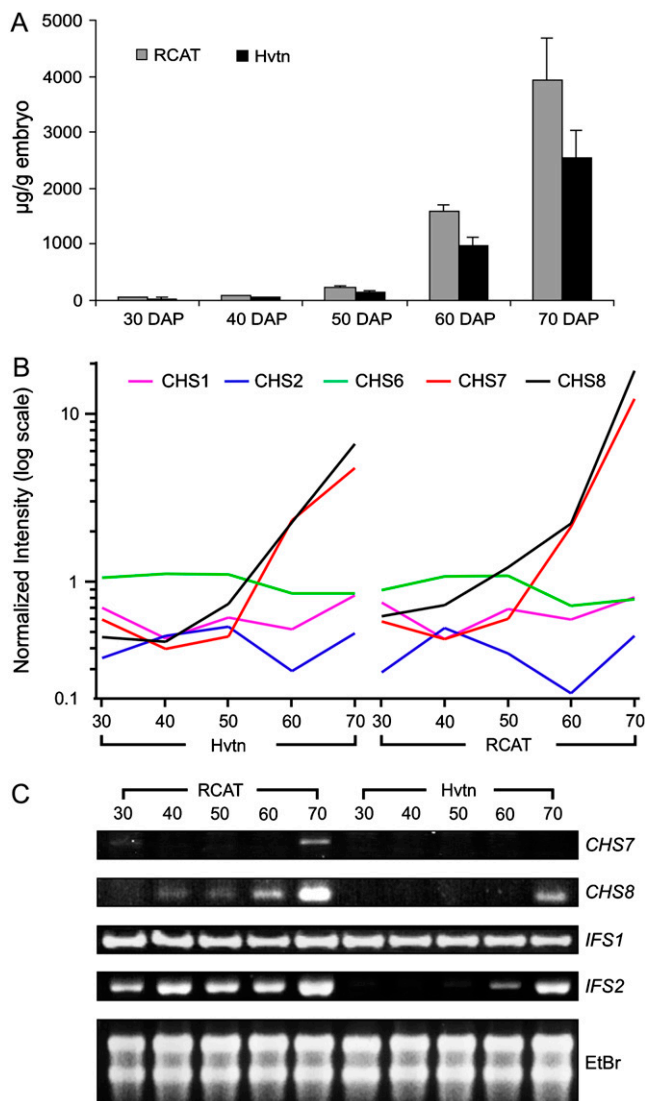 A
5000
4000
3000
2000
1000
0
µg/g embryo
RCAT Hvtn
30 DAP 40 DAP 50 DAP 60 DAP 70 DAP
B
CHS1 CHS2 CHS6 CHS7 CHS8
Normalized Intensity (log scale)
10
1
0.1
30 40 50 60 70 30 40 50 60 70
Hvtn RCAT
C
RCAT Hvtn
30 40 50 60 70 30 40 50 60 70
CHS7
CHS8
IFS1
IFS2
EtBr